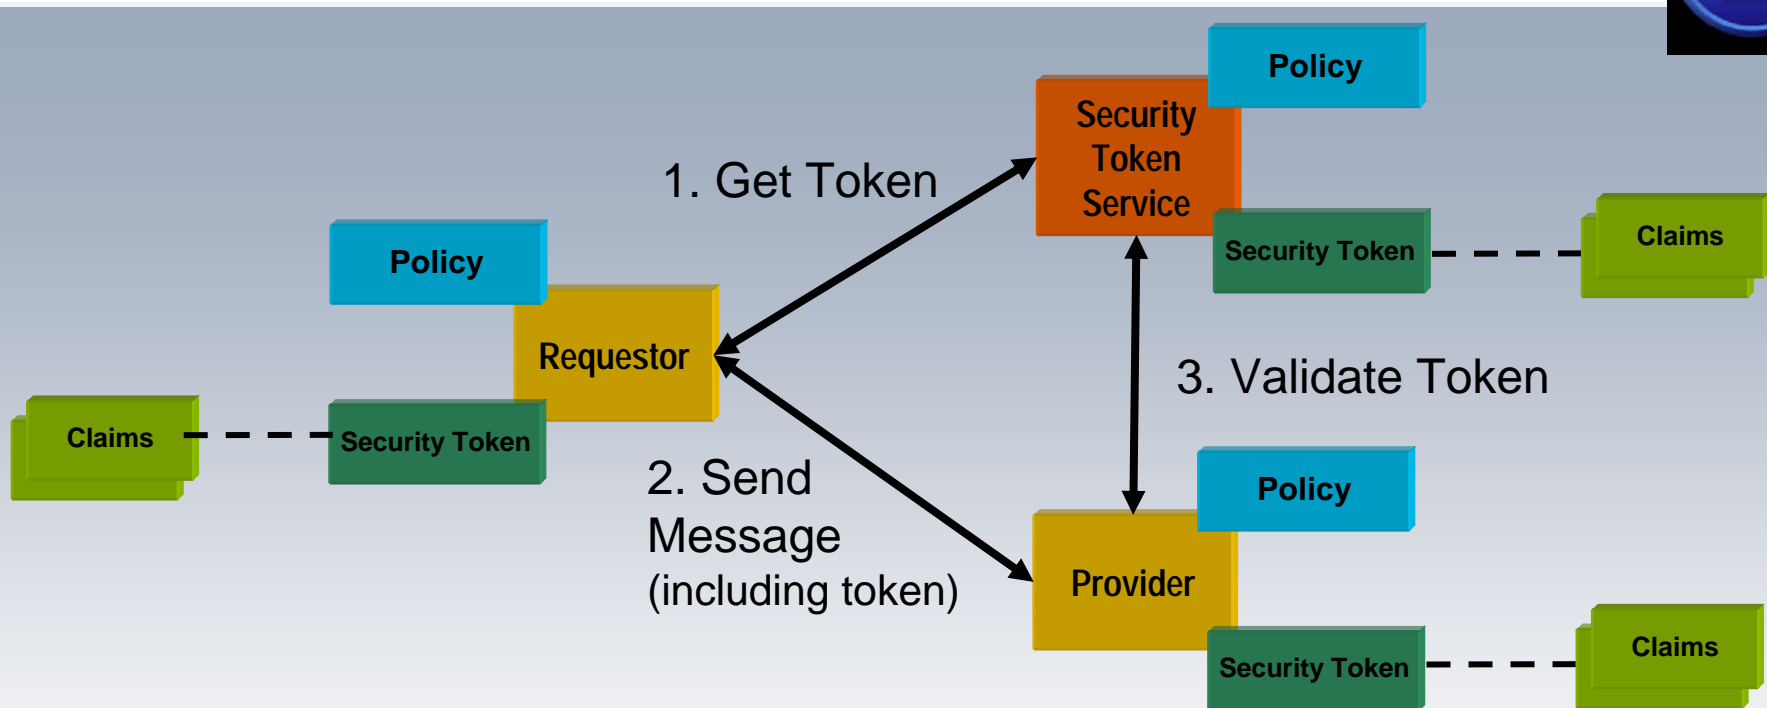 Policy
Security
Token
Service
1. Get Token
Security Token
Claims
Policy
Requestor
Claims
Security Token
3. Validate Token
2. Send
Message
(including token)
Policy
Provider
Security Token
Claims